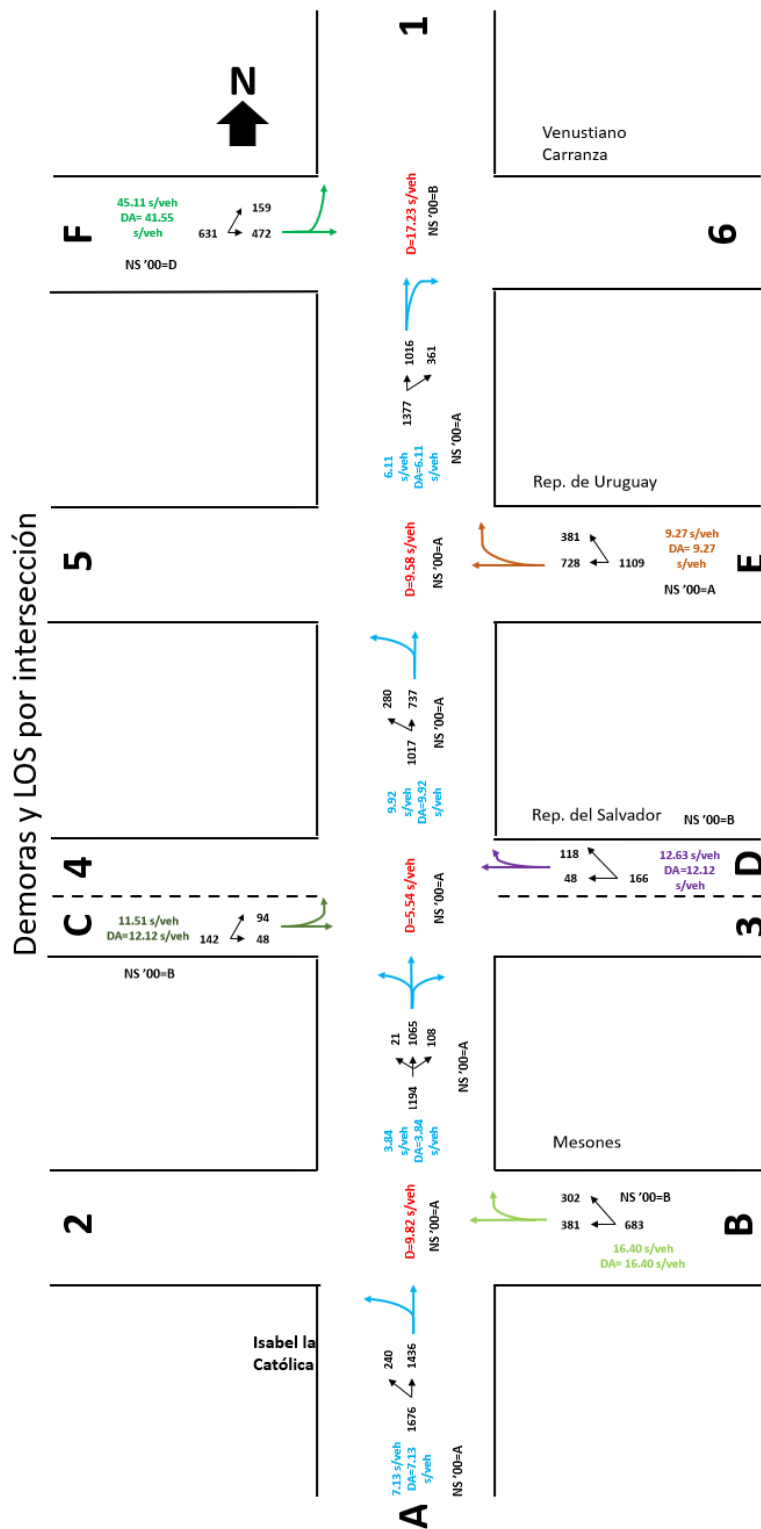 Demoras y LOS por intersección
N
1
F
45.11 s/veh
DA= 41.55
s/veh
631
159
472
NS ’00=D
D=17.23 s/veh
NS ’00=B
Venustiano
Carranza
6
1377
1016
361
6.11
s/veh
DA=6.11
s/veh
NS ’00=A
Rep. de Uruguay
5
D=9.58 s/veh
NS ’00=A
381
728
1109
9.27 s/veh
DA= 9.27
s/veh
NS ’00=A
E
280
737
1017
9.92
s/veh
DA=9.92
s/veh
NS ’00=A
Rep. del Salvador
NS ’00=B
4
C
11.51 s/veh
DA=12.12 s/veh
142
94
48
NS ’00=B
D=5.54 s/veh
NS ’00=A
118
48
166
12.63 s/veh
DA=12.12
s/veh
D
3
21
1065
108
1194
3.84
s/veh
DA=3.84
s/veh
NS ’00=A
Mesones
2
D=9.82 s/veh
NS ’00=A
302
381
683
NS ’00=B
16.40 s/veh
DA= 16.40 s/veh
B
Isabel la
Católica
240
1436
1676
7.13 s/veh
DA=7.13
s/veh
NS ’00=A
A